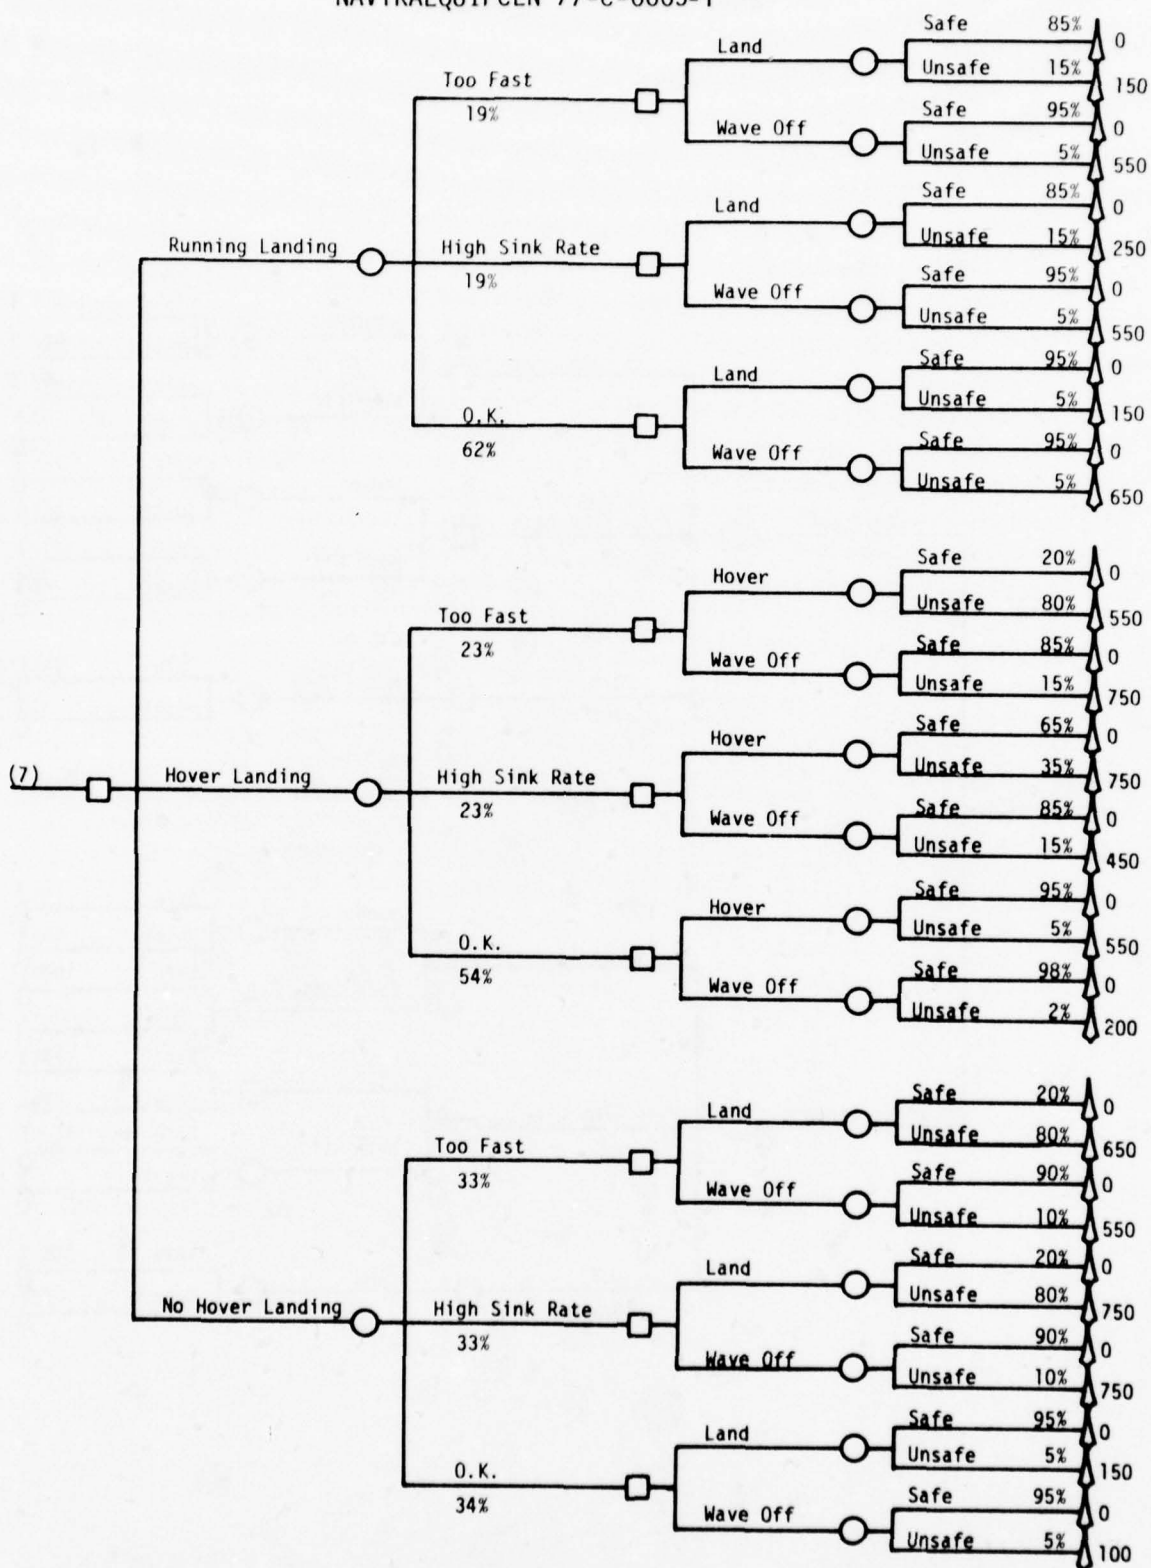 Safe 85% 0
Land
Unsafe 15% 150
Too Fast
19%
Safe 95% 0
Wave Off
Unsafe 5% 550
Safe 85% 0
Land
Unsafe 15% 250
Running Landing
High Sink Rate
19%
Safe 95% 0
Wave Off
Unsafe 5% 550
Safe 95% 0
Land
Unsafe 5% 150
O.K.
62%
Safe 95% 0
Wave Off
Unsafe 5% 650
Safe 20% 0
Hover
Unsafe 80% 550
Too Fast
23%
Safe 85% 0
Wave Off
Unsafe 15% 750
Safe 65% 0
Hover
Unsafe 35% 750
(7)
Hover Landing
High Sink Rate
23%
Safe 85% 0
Wave Off
Unsafe 15% 450
Safe 95% 0
Hover
Unsafe 5% 550
O.K.
54%
Safe 98% 0
Wave Off
Unsafe 2% 200
Safe 20% 0
Land
Unsafe 80% 650
Too Fast
33%
Safe 90% 0
Wave Off
Unsafe 10% 550
Safe 20% 0
Land
Unsafe 80% 750
No Hover Landing
High Sink Rate
33%
Safe 90% 0
Wave Off
Unsafe 10% 750
Safe 95% 0
Land
Unsafe 5% 150
O.K.
34%
Safe 95% 0
Wave Off
Unsafe 5% 100